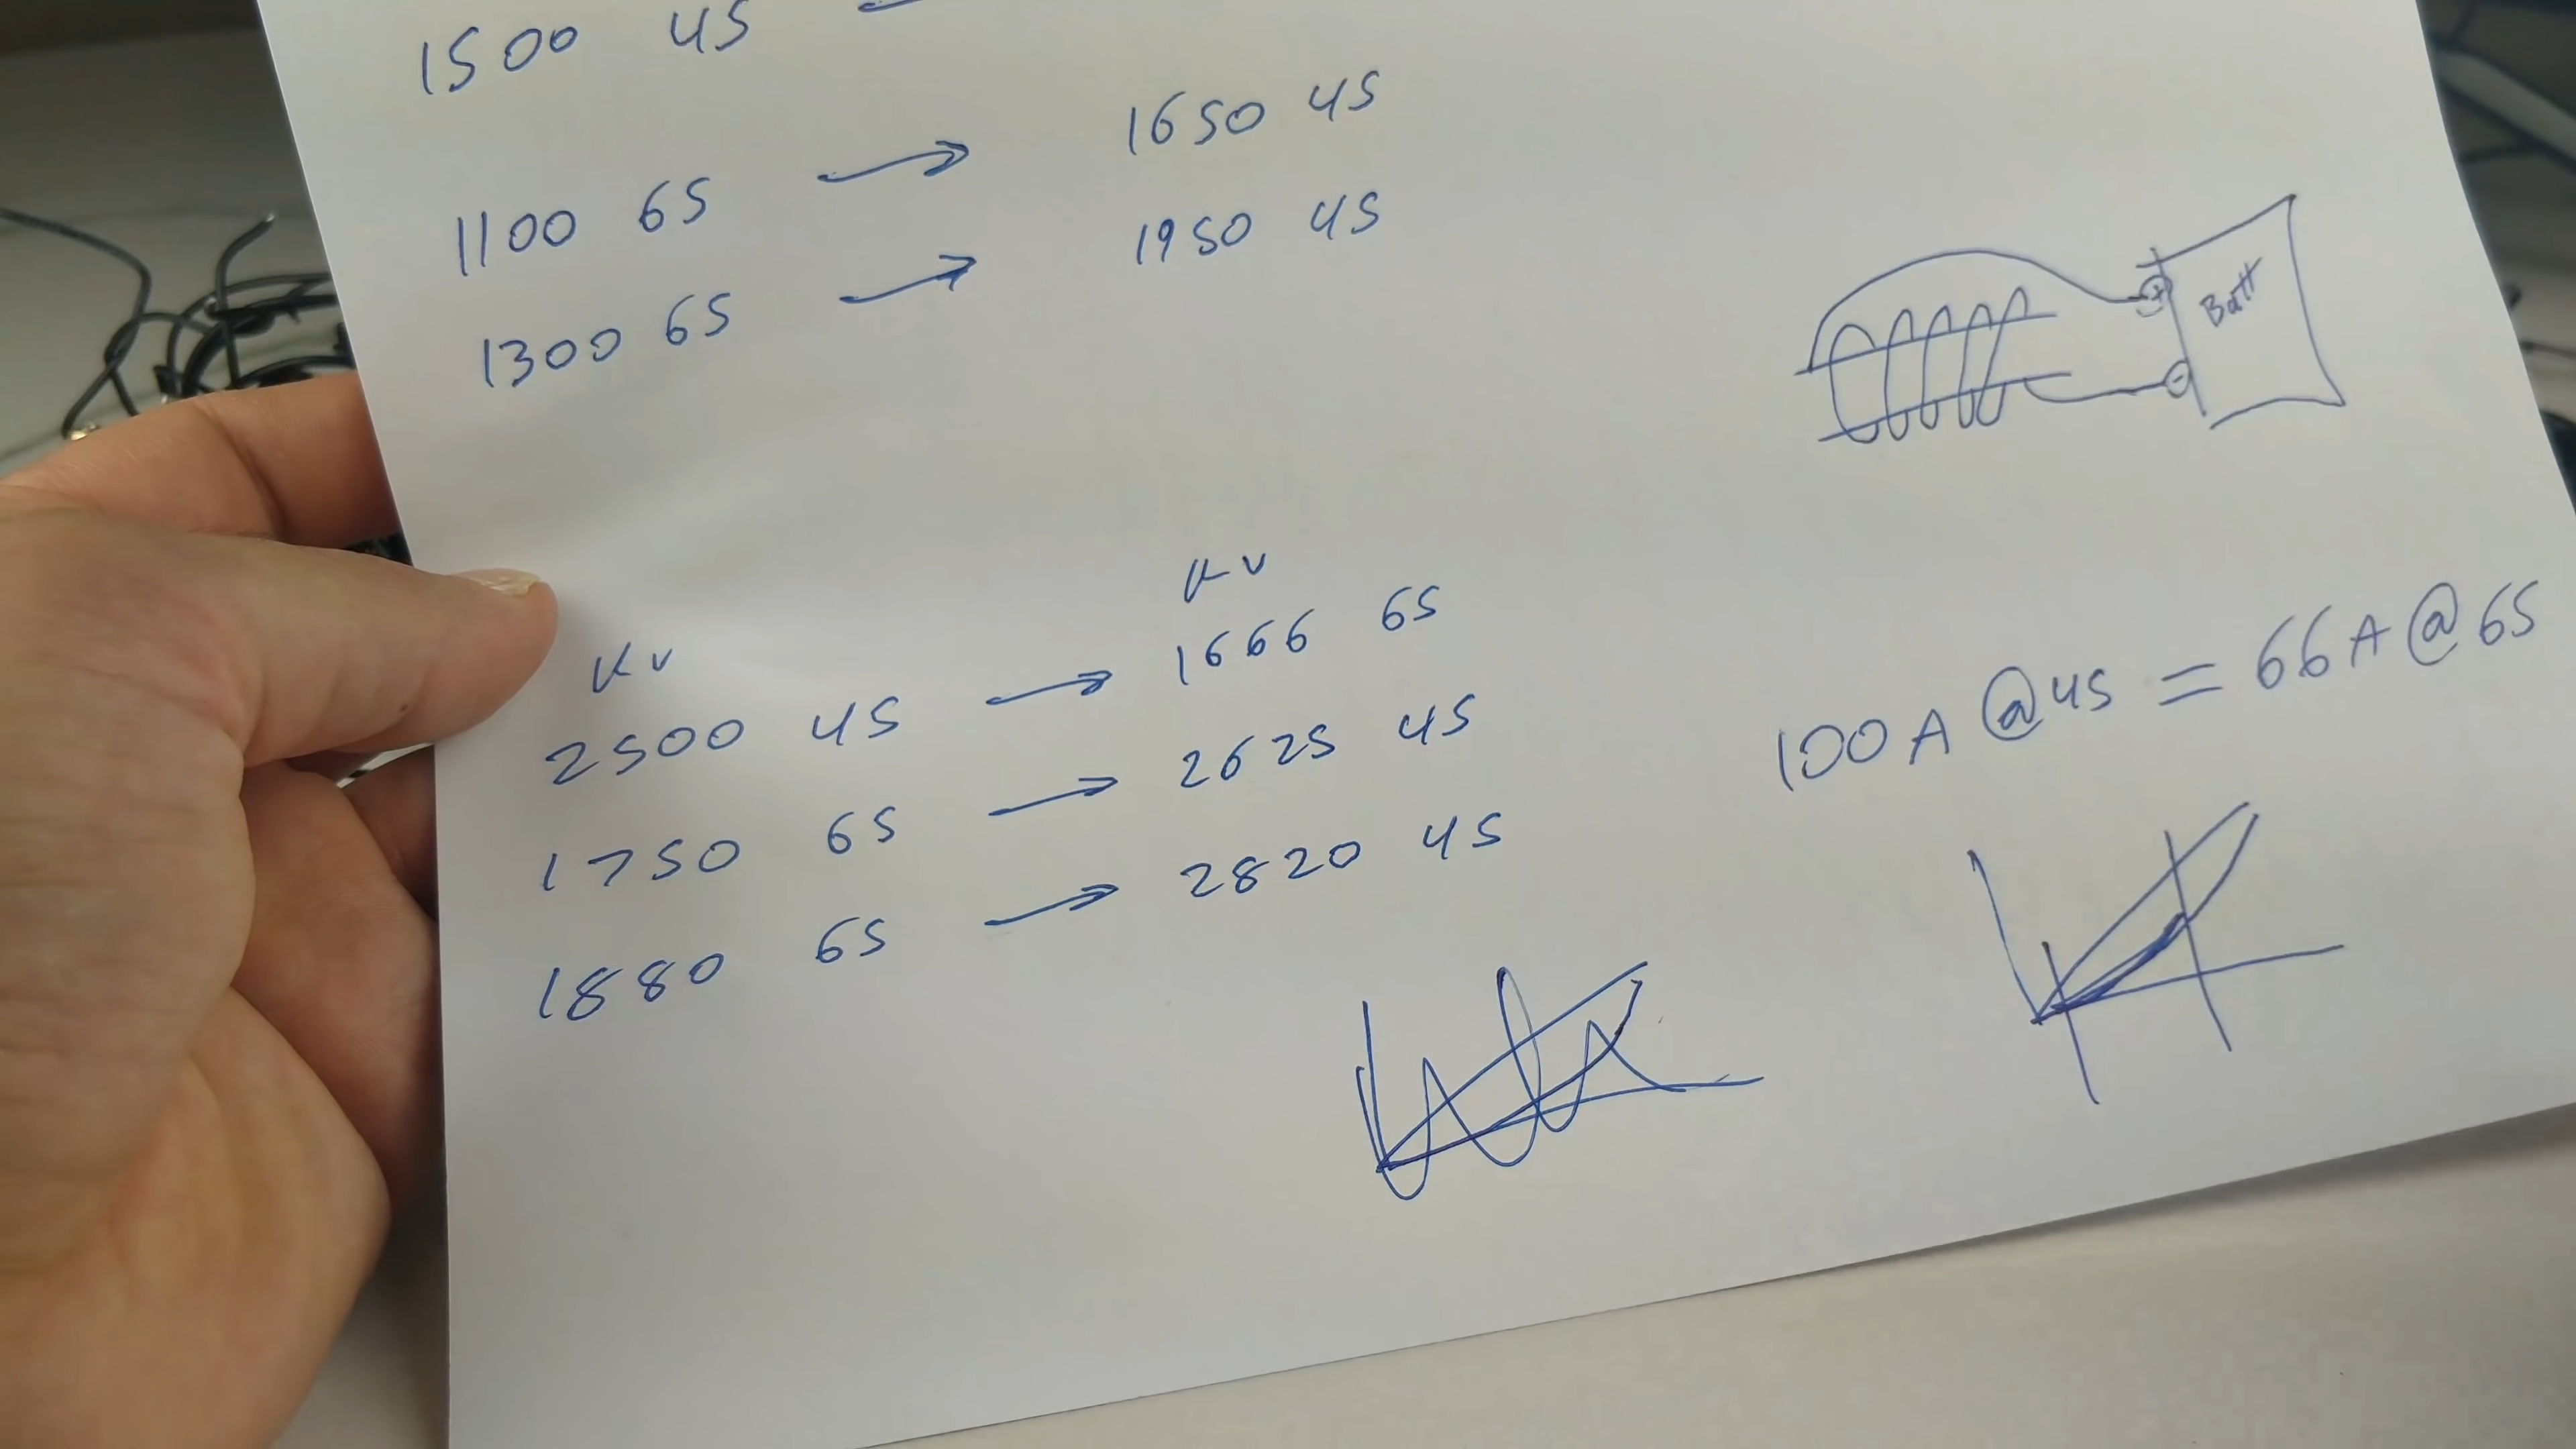 1500 4S
1100 6S → 1650 4S
1300 6S → 1950 4S
+
Batt
-
KV KV
2500 4S → 1666 6S
1750 6S → 2625 4S
1880 6S → 2820 4S
100A @ 4S = 66A @ 6S